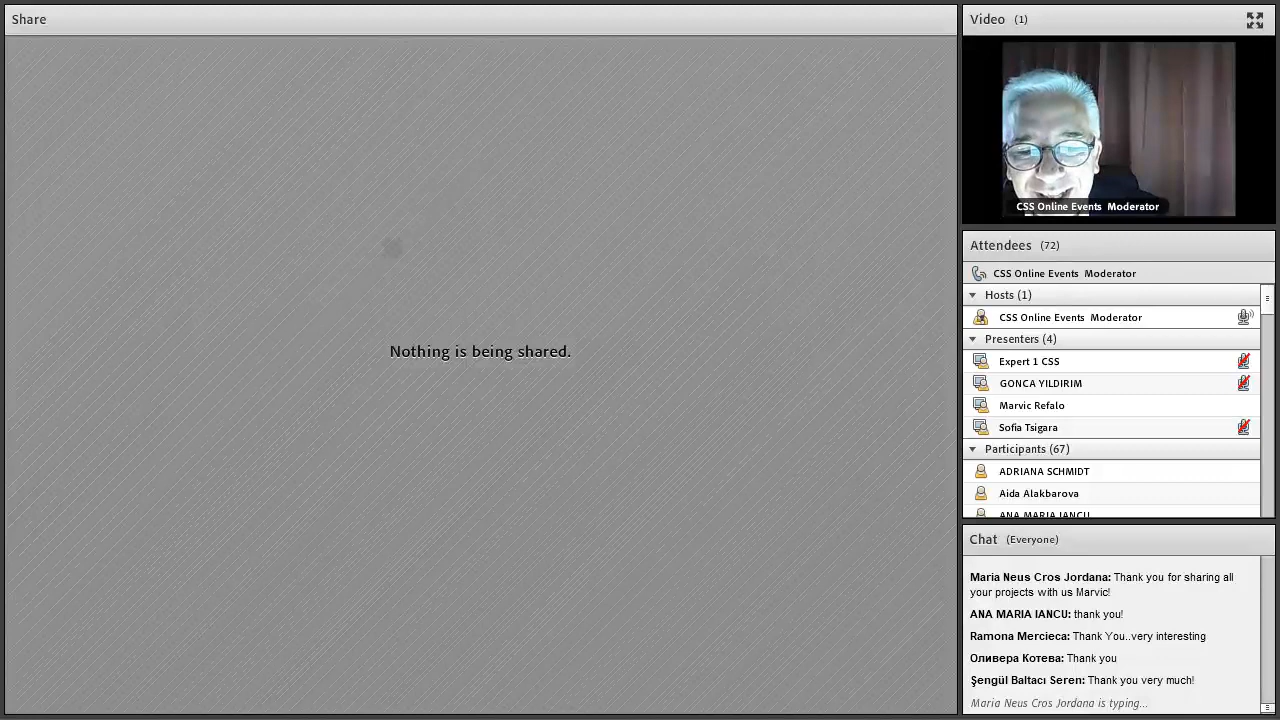 Share
Nothing is being shared.
Video (1)
CSS Online Events Moderator
Attendees (72)
CSS Online Events Moderator
Hosts (1)
CSS Online Events Moderator
Presenters (4)
Expert 1 CSS
GONCA YILDIRIM
Marvic Refalo
Sofia Tsigara
Participants (67)
ADRIANA SCHMIDT
Aida Alakbarova
ANA MARIA IANCU
Chat (Everyone)
Maria Neus Cros Jordana: Thank you for sharing all
your projects with us Marvic!
ANA MARIA IANCU: thank you!
Ramona Mercieca: Thank You..very interesting
Оливера Котева: Thank you
Şengül Baltacı Seren: Thank you very much!
Maria Neus Cros Jordana is typing...